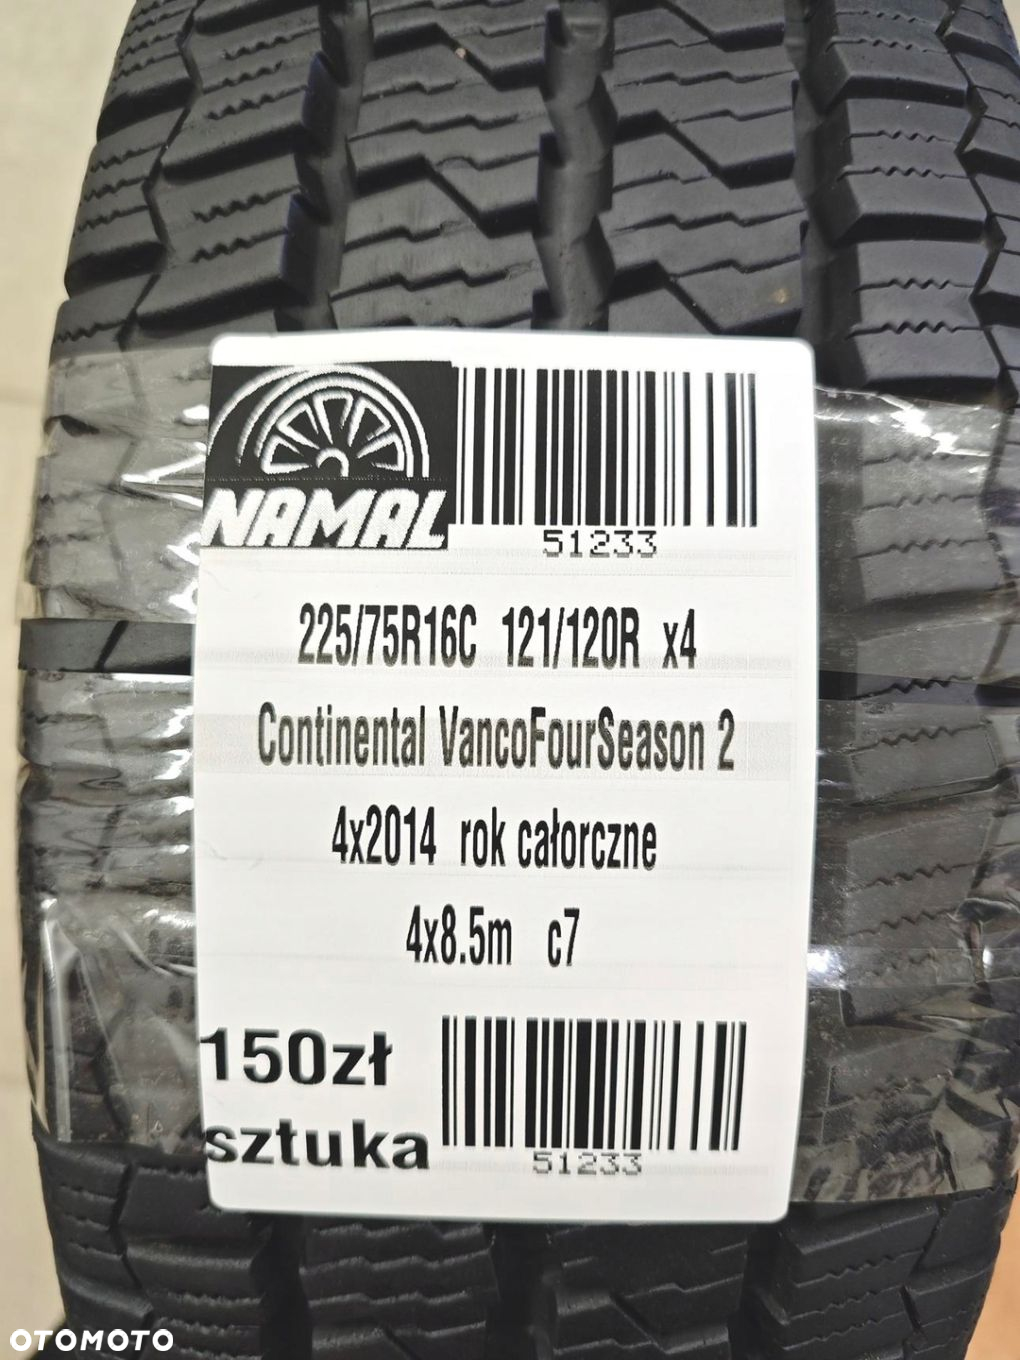 NAMAL
51233
225/75R16C 121/120R x4
Continental VancoFourSeason 2
4x2014 rok całorczne
4x8.5m c7
150zł
sztuka
51233
OTOMOTO